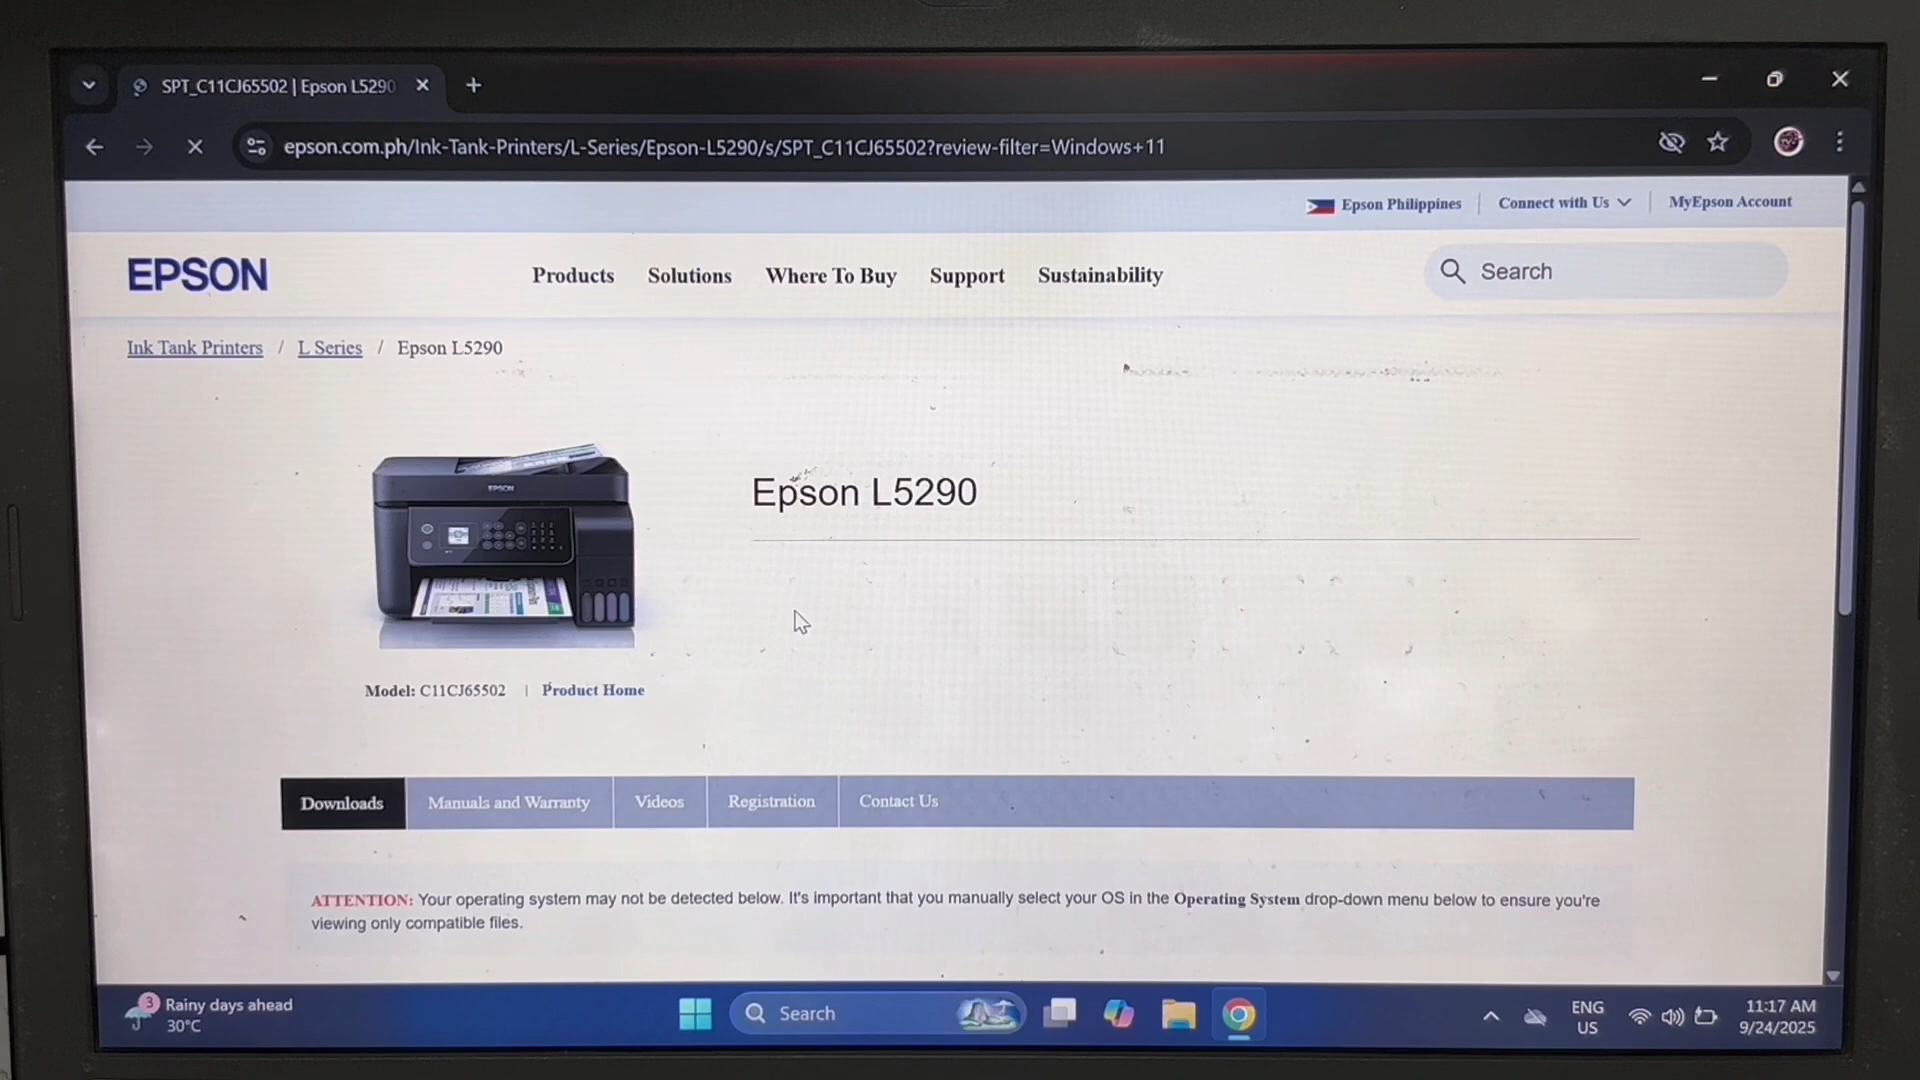 SPT_C11CJ65502 | Epson L5290
epson.com.ph/Ink-Tank-Printers/L-Series/Epson-L5290/s/SPT_C11CJ65502?review-filter=Windows+11
Epson Philippines
Connect with Us
MyEpson Account
EPSON
Products
Solutions
Where To Buy
Support
Sustainability
Search
Ink Tank Printers / L Series / Epson L5290
EPSON
Epson L5290
Model: C11CJ65502 | Product Home
Downloads
Manuals and Warranty
Videos
Registration
Contact Us
ATTENTION: Your operating system may not be detected below. It's important that you manually select your OS in the Operating System drop-down menu below to ensure you're
viewing only compatible files.
3
Rainy days ahead
30°C
Search
ENG
US
11:17 AM
9/24/2025